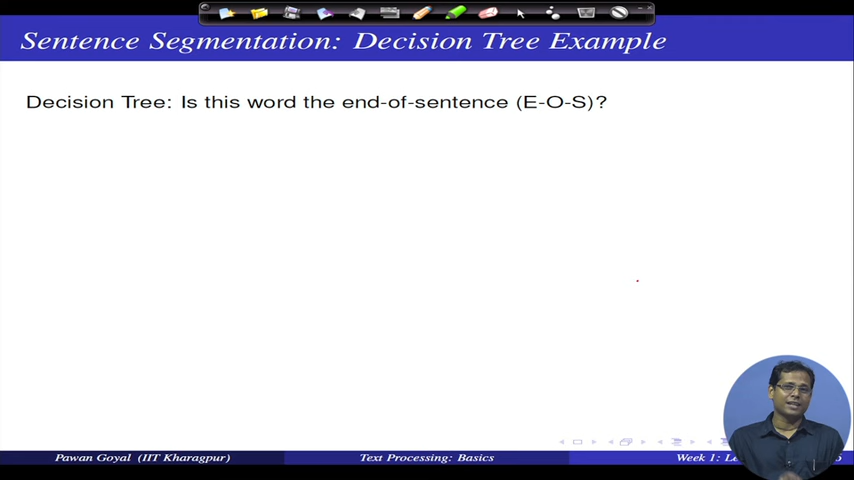 Sentence Segmentation: Decision Tree Example
Decision Tree: Is this word the end-of-sentence (E-O-S)?
Pawan Goyal (IIT Kharagpur) Text Processing: Basics Week 1: